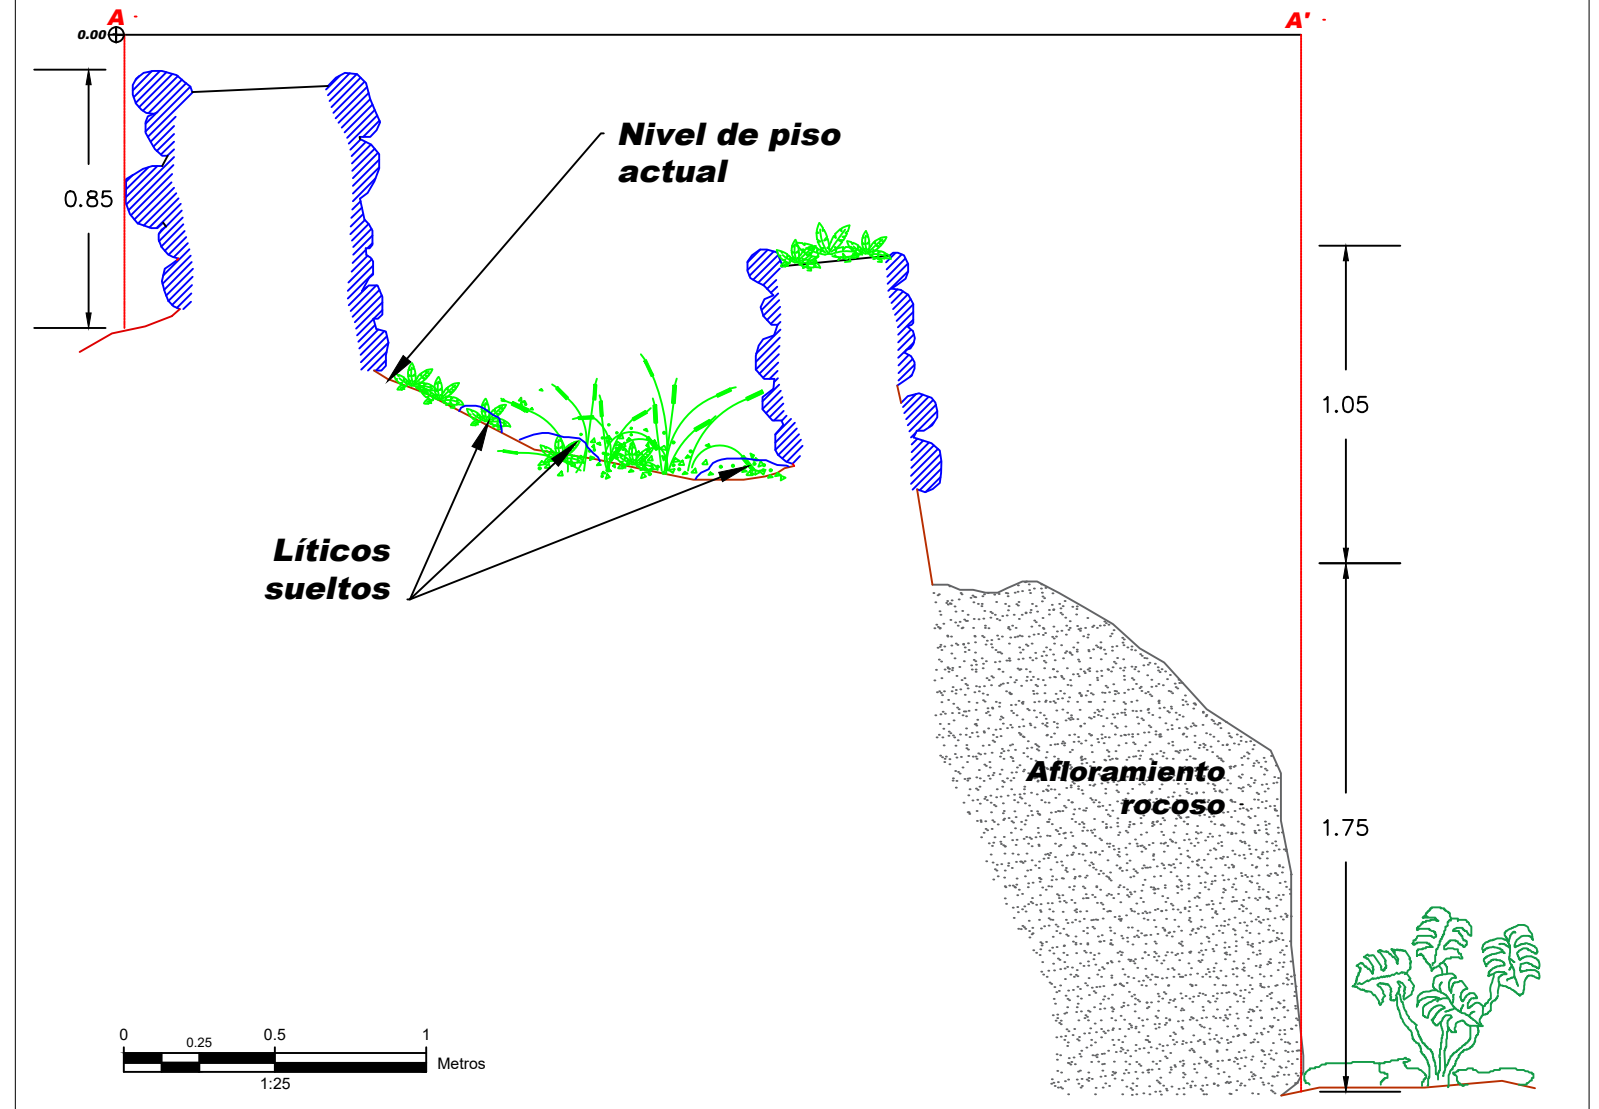 A
A'
0.00
Nivel de piso
actual
0.85
1.05
Líticos
sueltos
Afloramiento
rocoso
1.75
0 0.25 0.5 1
Metros
1:25